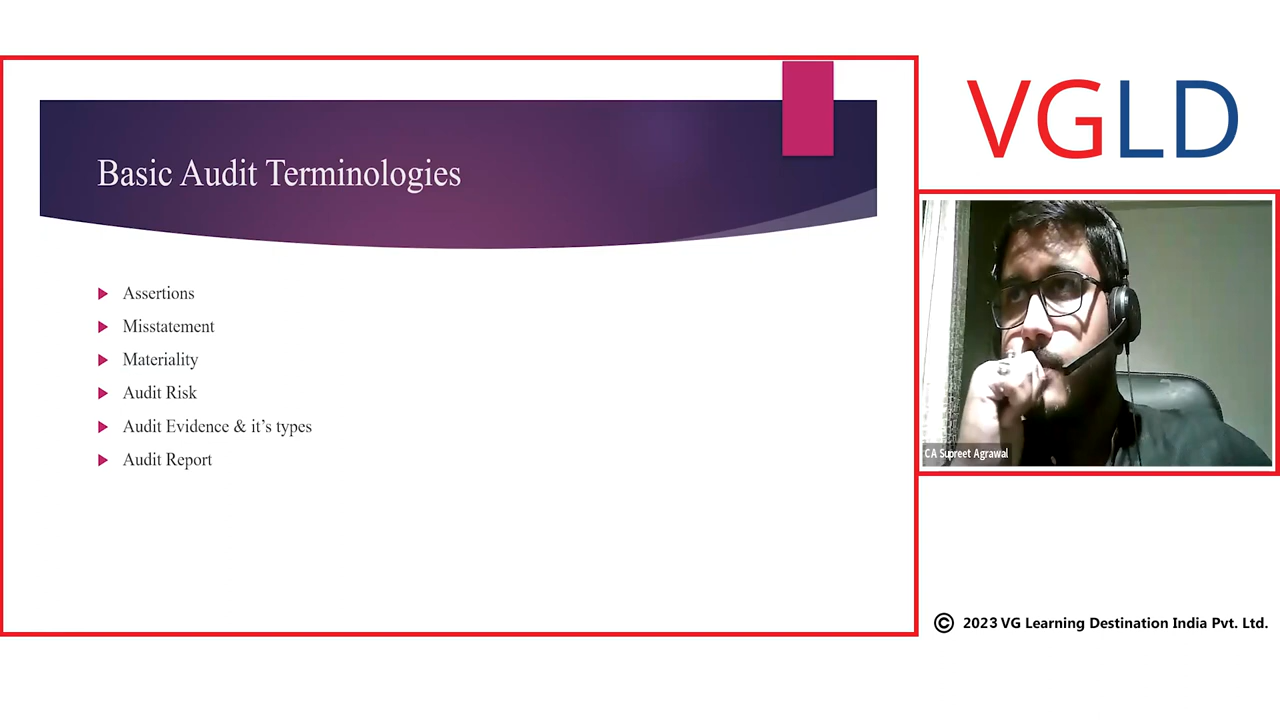 Basic Audit Terminologies
Assertions
Misstatement
Materiality
Audit Risk
Audit Evidence & it’s types
Audit Report
VGLD
CA Supreet Agrawal
© 2023 VG Learning Destination India Pvt. Ltd.